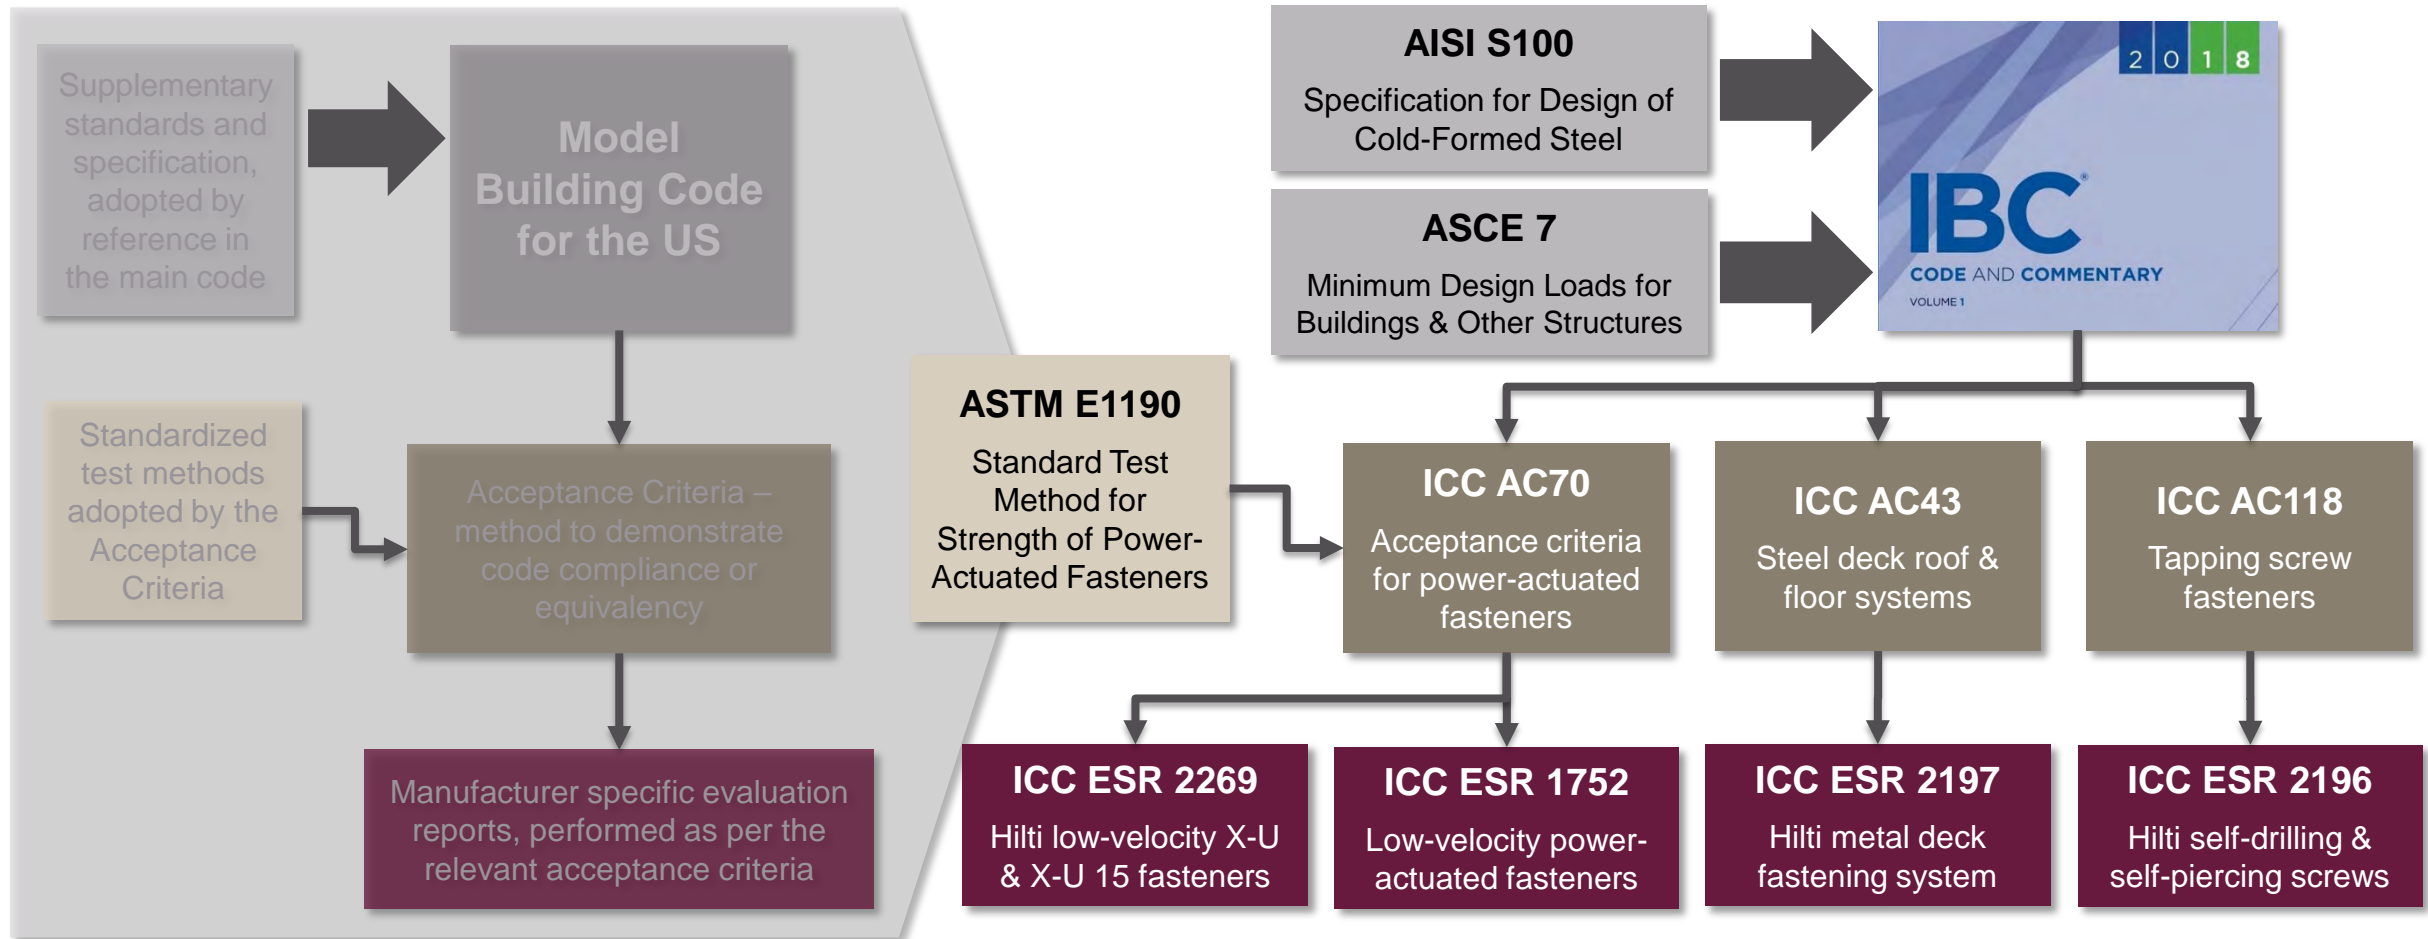 Supplementary
standards and
specification,
adopted by
reference in
the main code
Model
Building Code
for the US
Standardized
test methods
adopted by the
Acceptance
Criteria
Acceptance Criteria –
method to demonstrate
code compliance or
equivalency
Manufacturer specific evaluation
reports, performed as per the
relevant acceptance criteria
AISI S100
Specification for Design of
Cold-Formed Steel
ASCE 7
Minimum Design Loads for
Buildings & Other Structures
2018
IBC®
CODE AND COMMENTARY
VOLUME 1
ASTM E1190
Standard Test
Method for
Strength of Power-
Actuated Fasteners
ICC AC70
Acceptance criteria
for power-actuated
fasteners
ICC AC43
Steel deck roof &
floor systems
ICC AC118
Tapping screw
fasteners
ICC ESR 2269
Hilti low-velocity X-U
& X-U 15 fasteners
ICC ESR 1752
Low-velocity power-
actuated fasteners
ICC ESR 2197
Hilti metal deck
fastening system
ICC ESR 2196
Hilti self-drilling &
self-piercing screws